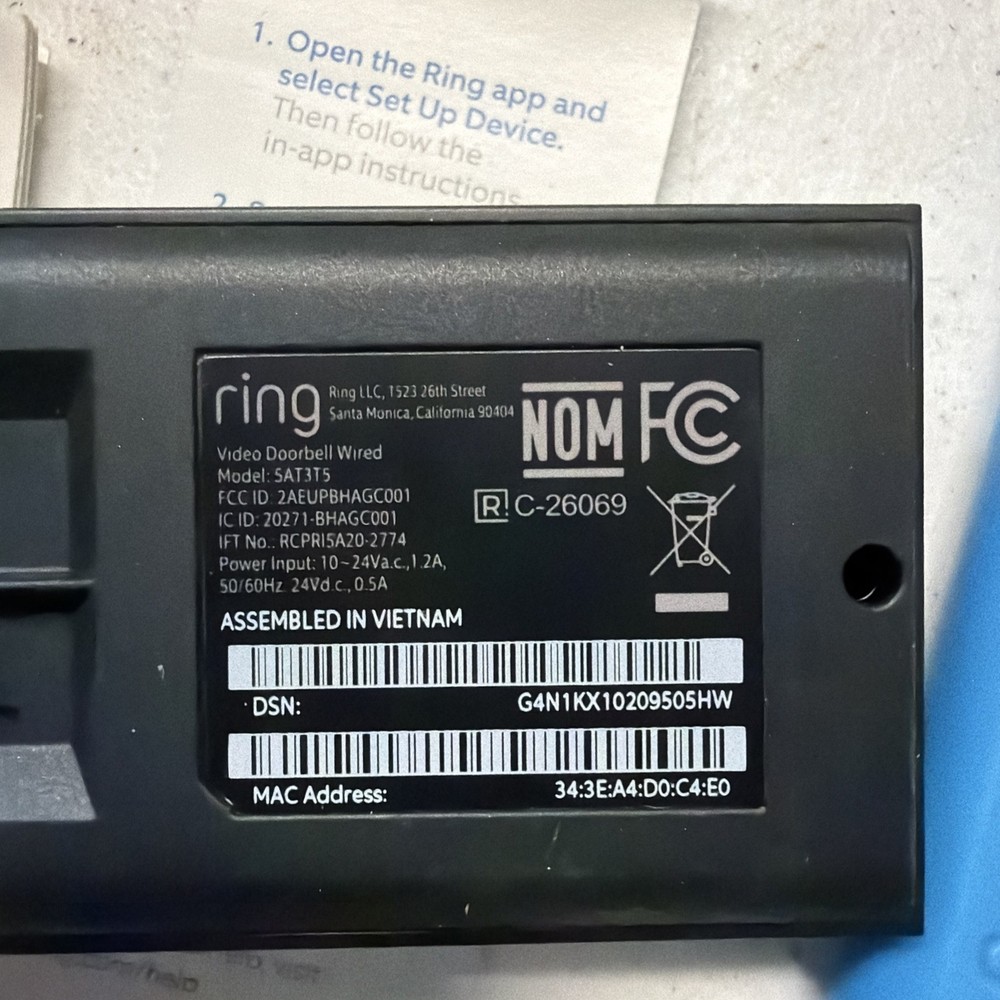 1. Open the Ring app and
select Set Up Device.
Then follow the
in-app instructions
2.
ring
Ring LLC, 1523 26th Street
Santa Monica, California 90404
NOM
FC
Video Doorbell Wired
Model: 5AT3T5
FCC ID: 2AEUPBHAGC001
IC ID: 20271-BHAGC001
IFT No.: RCPRI5A20-2774
Power Input: 10~24Va.c.,1.2A,
50/60Hz. 24Vd.c., 0.5A
R! C-26069
ASSEMBLED IN VIETNAM
DSN: G4N1KX10209505HW
MAC Address: 34:3E:A4:D0:C4:E0
/help
visit